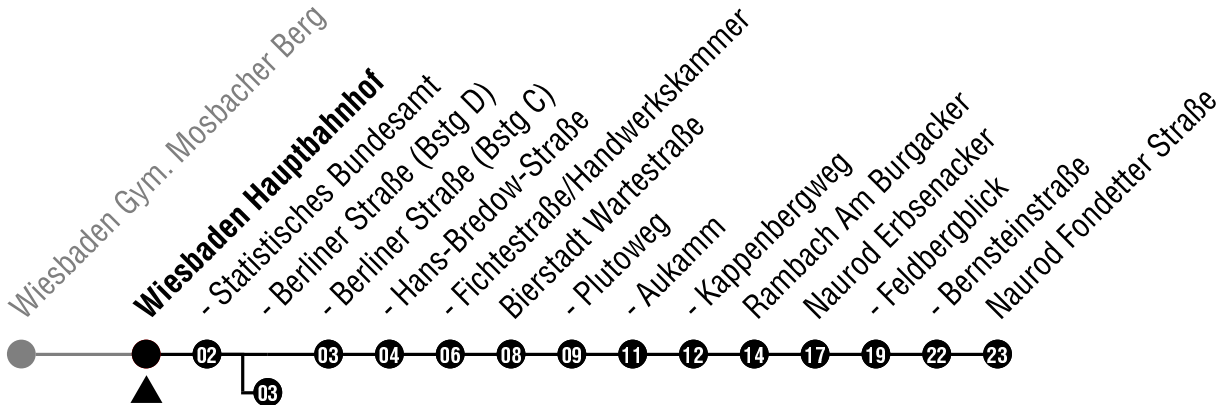 Wiesbaden Gym. Mosbacher Berg
Wiesbaden Hauptbahnhof
- Statistisches Bundesamt
- Berliner Straße (Bstg D)
- Berliner Straße (Bstg C)
- Hans-Bredow-Straße
- Fichtestraße/Handwerkskammer
Bierstadt Wartestraße
- Plutoweg
- Aukamm
- Kappenbergweg
Rambach Am Burgacker
Naurod Erbsenacker
- Feldbergblick
- Bernsteinstraße
Naurod Fondetter Straße
02 03 04 06 08 09 11 12 14 17 19 22 23
03